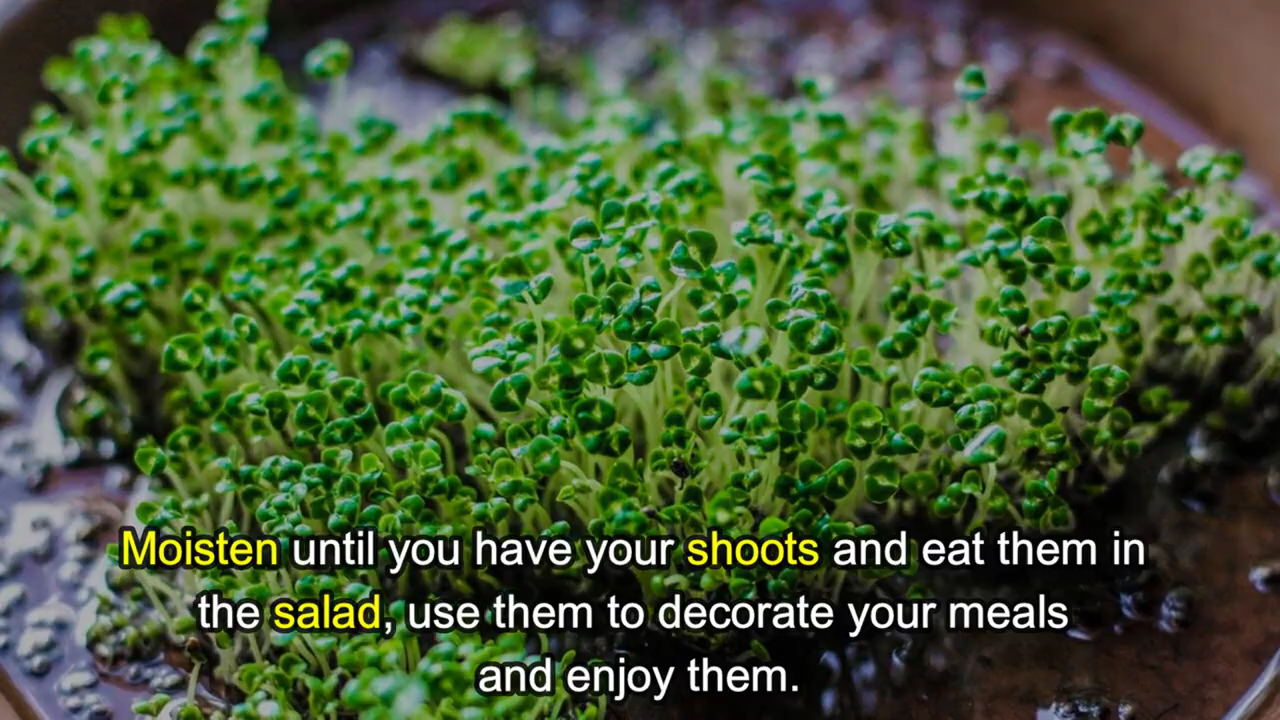 Moisten until you have your shoots and eat them in
the salad, use them to decorate your meals
and enjoy them.